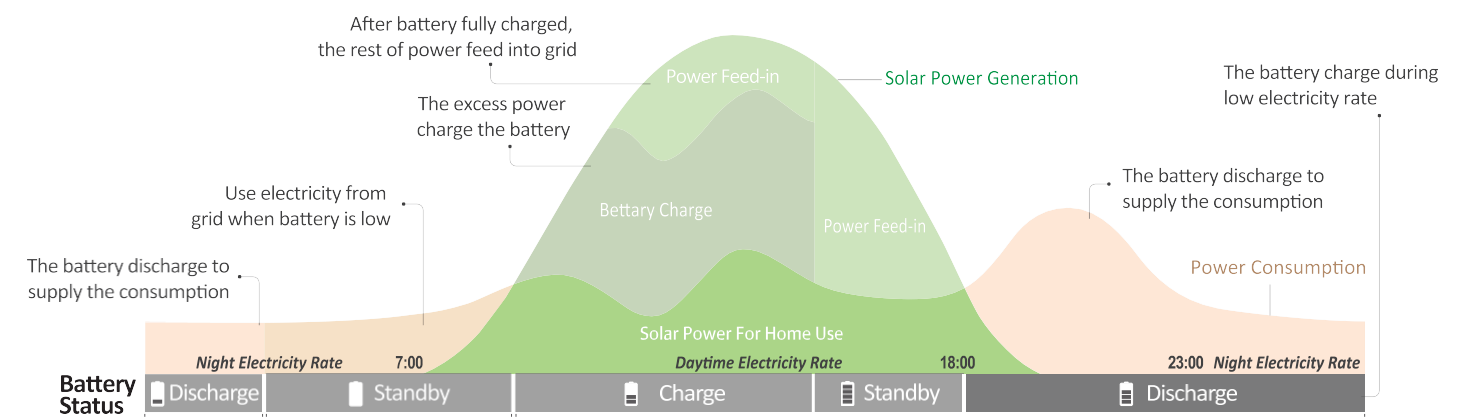 After battery fully charged,
the rest of power feed into grid
Power Feed-in
Solar Power Generation
The battery charge during
low electricity rate
The excess power
charge the battery
Use electricity from
grid when battery is low
Bettary Charge
Power Feed-in
The battery discharge to
supply the consumption
The battery discharge to
supply the consumption
Power Consumption
Solar Power For Home Use
Night Electricity Rate
7:00
Daytime Electricity Rate
18:00
23:00
Night Electricity Rate
Battery
Status
Discharge
Standby
Charge
Standby
Discharge